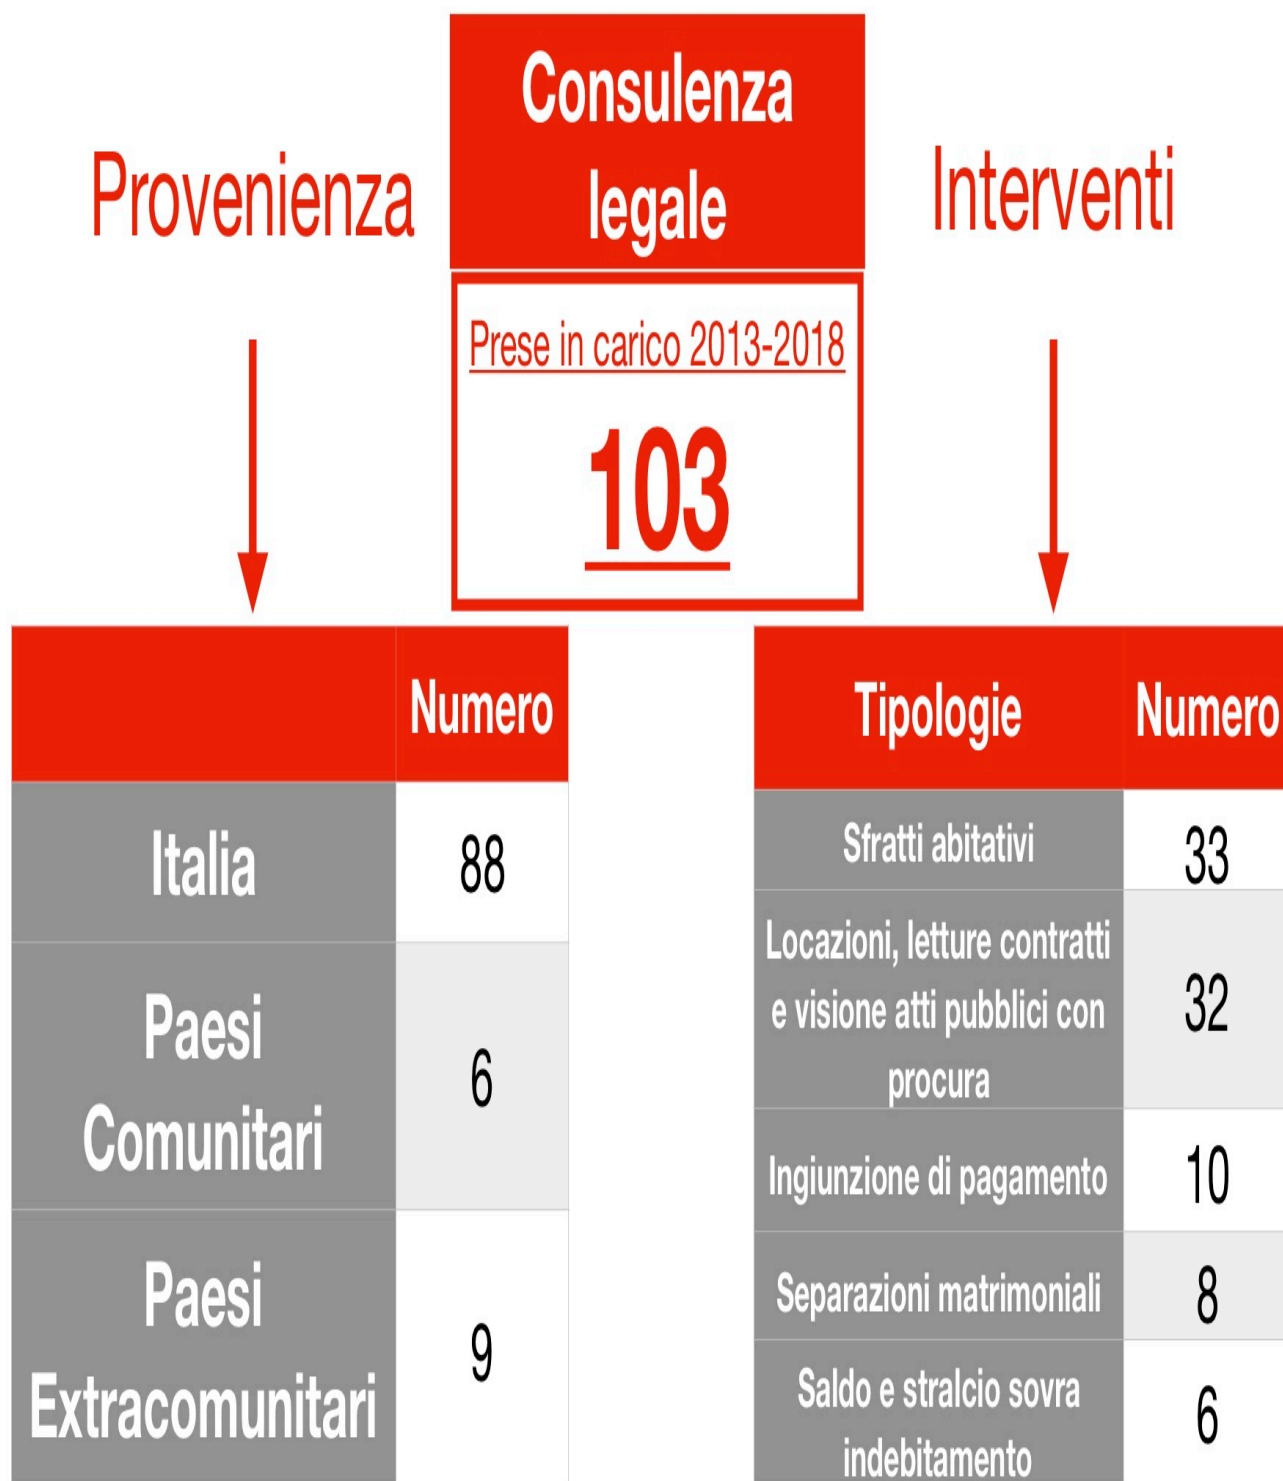 Consulenza
legale
Provenienza
Interventi
Prese in carico 2013-2018
103
Numero
Italia
88
Paesi
Comunitari
6
Paesi
Extracomunitari
9
Tipologie
Numero
Sfratti abitativi
33
Locazioni, letture contratti
e visione atti pubblici con
procura
32
Ingiunzione di pagamento
10
Separazioni matrimoniali
8
Saldo e stralcio sovra
indebitamento
6